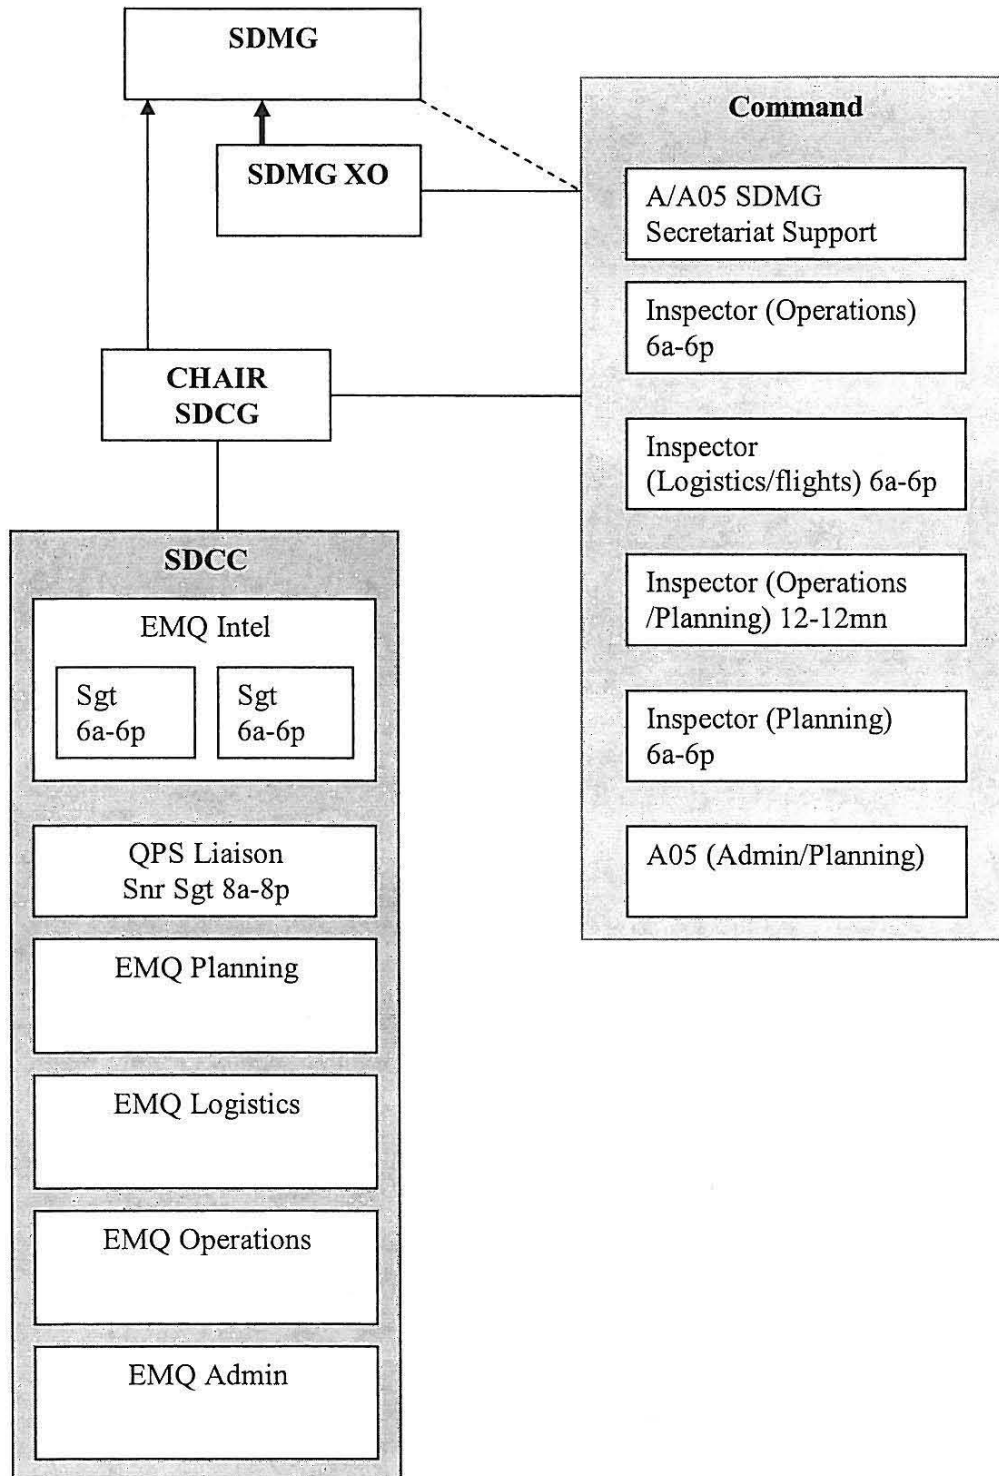 SDMG
SDMG XO
CHAIR
SDCG
Command
A/A05 SDMG
Secretariat Support
Inspector (Operations)
6a-6p
Inspector
(Logistics/flights) 6a-6p
Inspector (Operations
/Planning) 12-12mn
Inspector (Planning)
6a-6p
A05 (Admin/Planning)
SDCC
EMQ Intel
Sgt
6a-6p
Sgt
6a-6p
QPS Liaison
Snr Sgt 8a-8p
EMQ Planning
EMQ Logistics
EMQ Operations
EMQ Admin